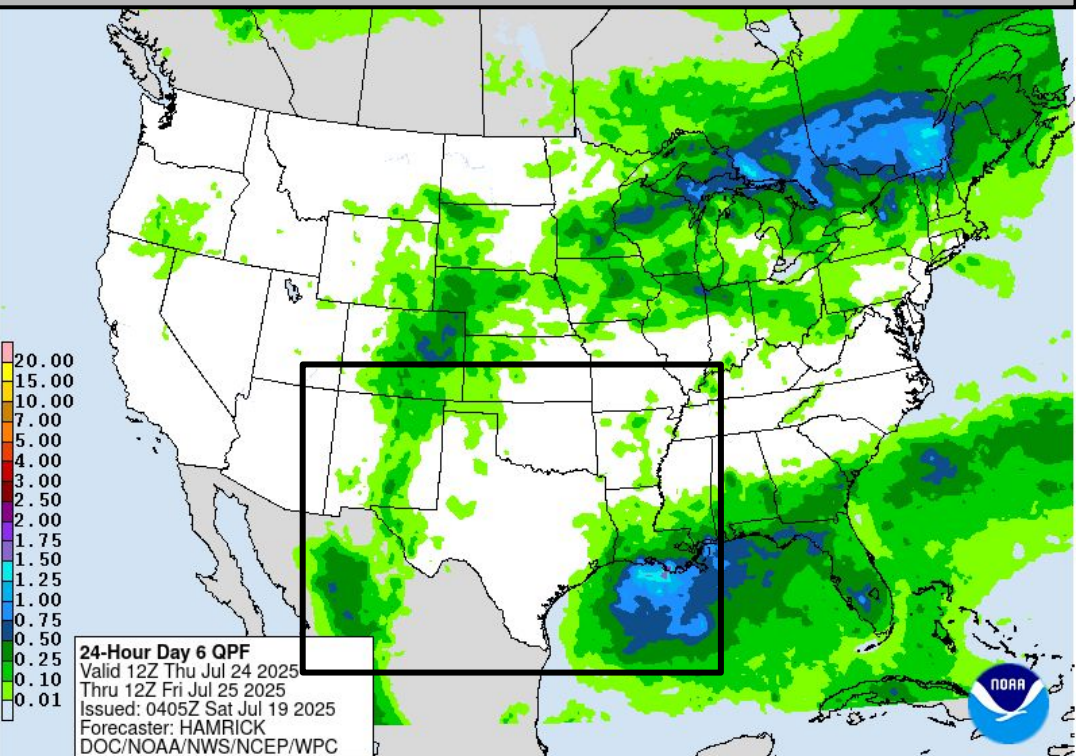 20.00
15.00
10.00
7.00
5.00
4.00
3.00
2.50
2.00
1.75
1.50
1.25
1.00
0.75
0.50
0.25
0.10
0.01
24-Hour Day 6 QPF
Valid 12Z Thu Jul 24 2025
Thru 12Z Fri Jul 25 2025
Issued: 0405Z Sat Jul 19 2025
Forecaster: HAMRICK
DOC/NOAA/NWS/NCEP/WPC
NOAA